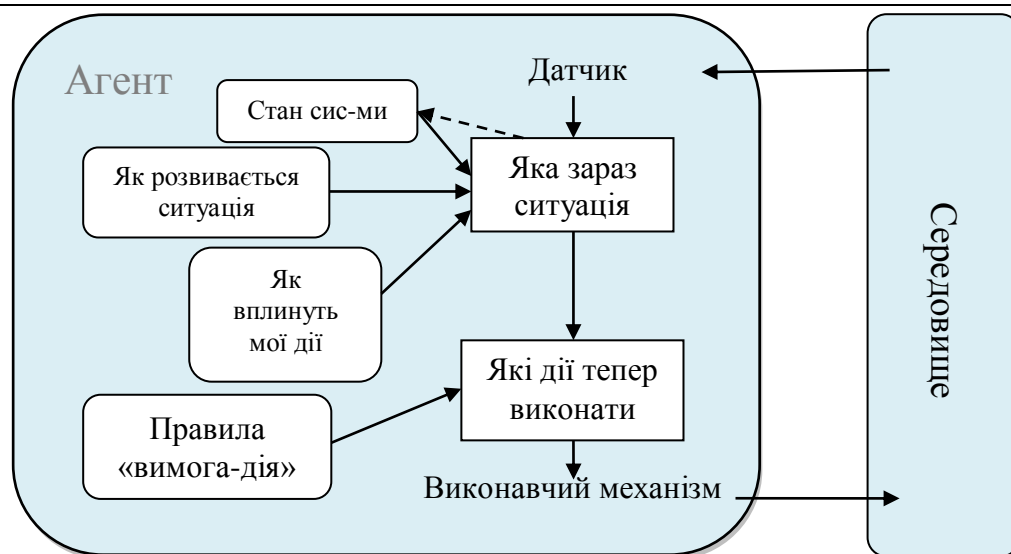 Агент
Датчик
Стан сис-ми
Як розвивається
ситуація
Яка зараз
ситуація
Як
вплинуть
мої дії
Які дії тепер
виконати
Правила
«вимога-дія»
Виконавчий механізм
Середовище